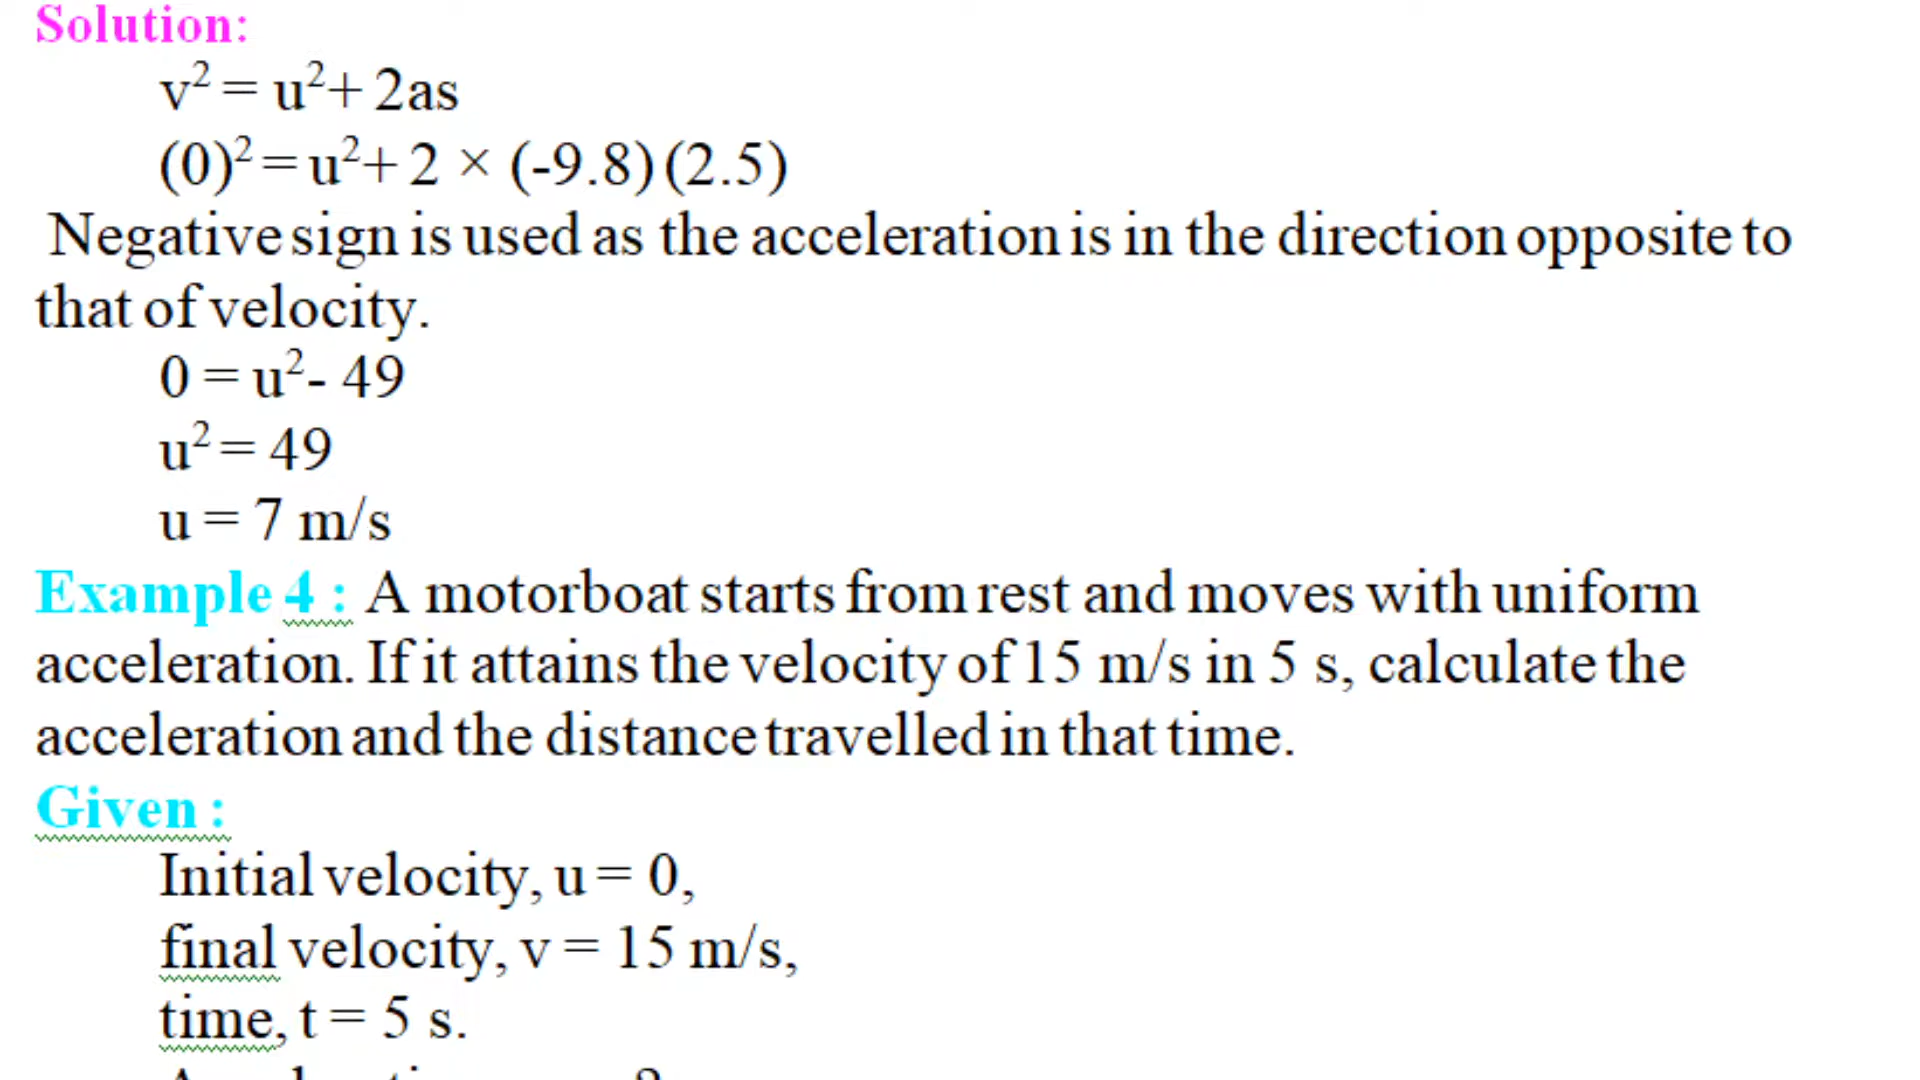 Solution:
v² = u²+ 2as
(0)² = u²+ 2 × (-9.8) (2.5)
Negative sign is used as the acceleration is in the direction opposite to
that of velocity.
0 = u²- 49
u² = 49
u = 7 m/s
Example 4 : A motorboat starts from rest and moves with uniform
acceleration. If it attains the velocity of 15 m/s in 5 s, calculate the
acceleration and the distance travelled in that time.
Given :
Initial velocity, u = 0,
final velocity, v = 15 m/s,
time, t = 5 s.